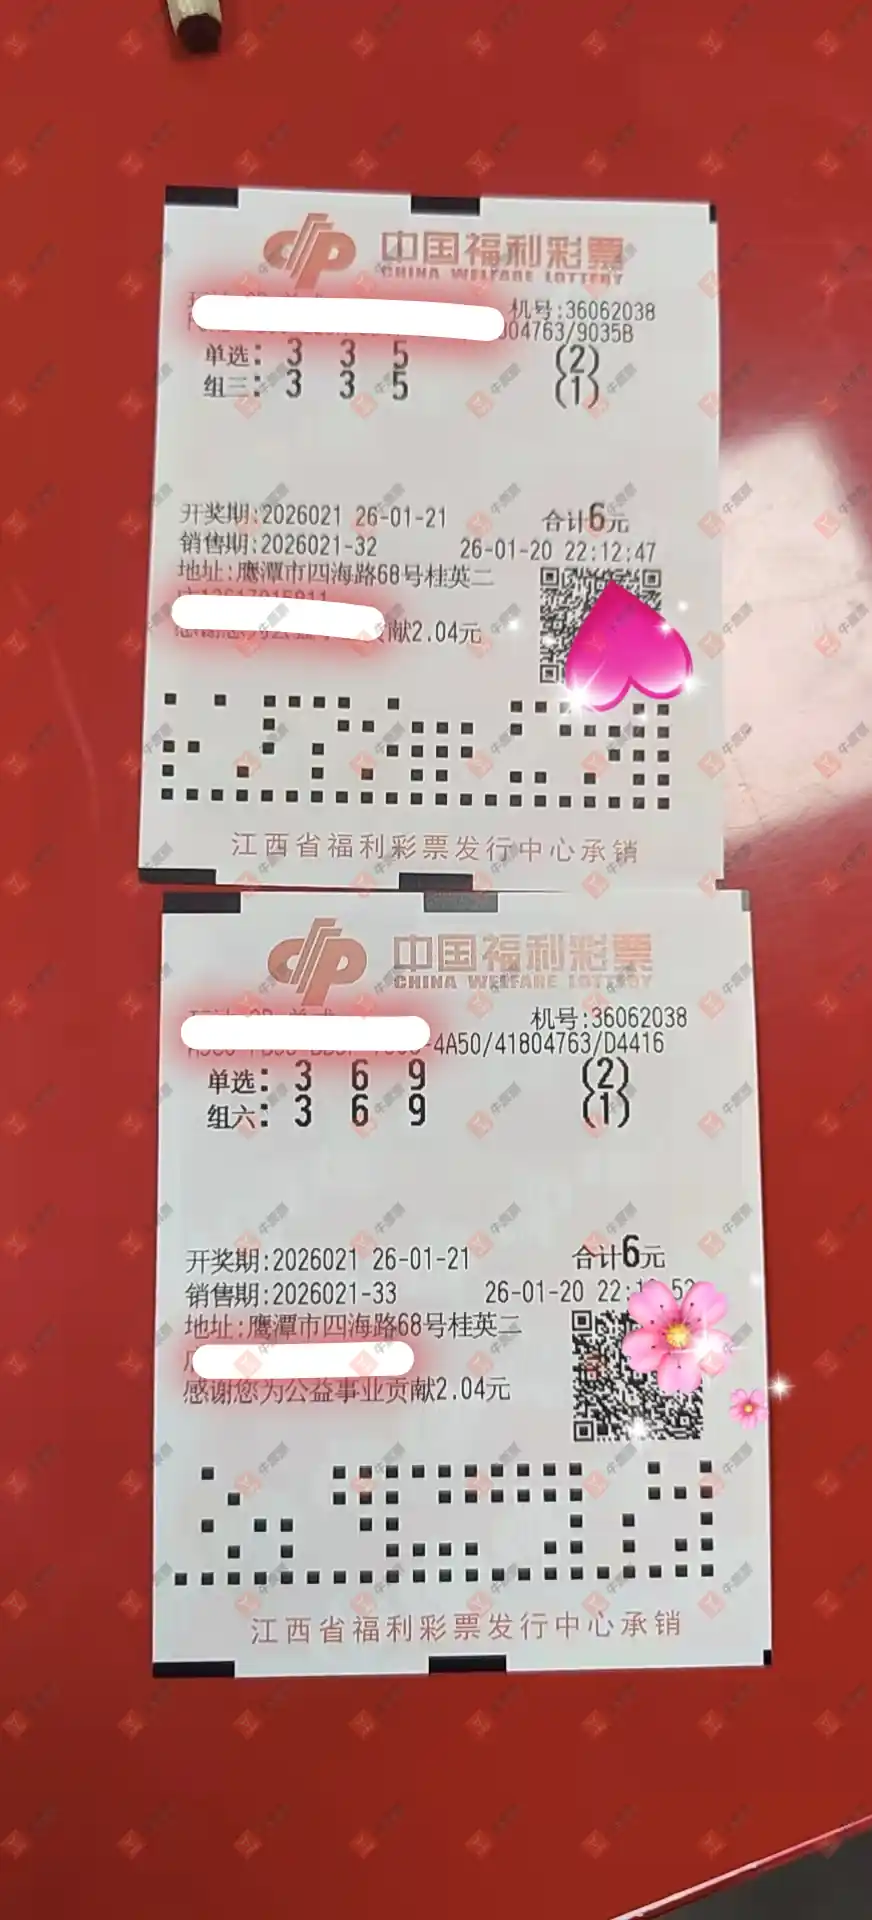 中国福利彩票
CHINA WELFARE LOTTERY
机号:36062038
04763/9035B
单选: 3 3 5 (2)
组三: 3 3 5 (1)
开奖期:2026021 26-01-21 合计6元
销售期:2026021-32 26-01-20 22:12:47
地址:鹰潭市四海路68号桂英二
献2.04元
江西省福利彩票发行中心承销
中国福利彩票
CHINA WELFARE LOTTERY
机号:36062038
-4A50/41804763/D4416
单选: 3 6 9 (2)
组六: 3 6 9 (1)
开奖期:2026021 26-01-21 合计6元
销售期:2026021-33 26-01-20
地址:鹰潭市四海路68号桂英二
感谢您为公益事业贡献2.04元
江西省福利彩票发行中心承销